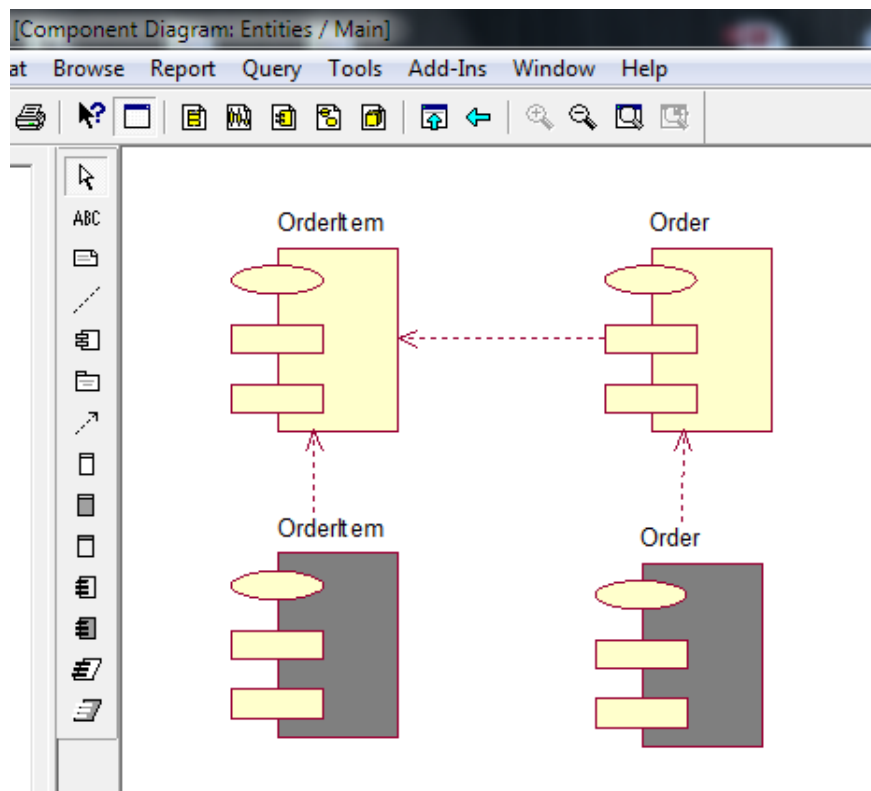 [Component Diagram: Entities / Main]
at Browse Report Query Tools Add-Ins Window Help
ABC
OrderItem Order
OrderItem
Order